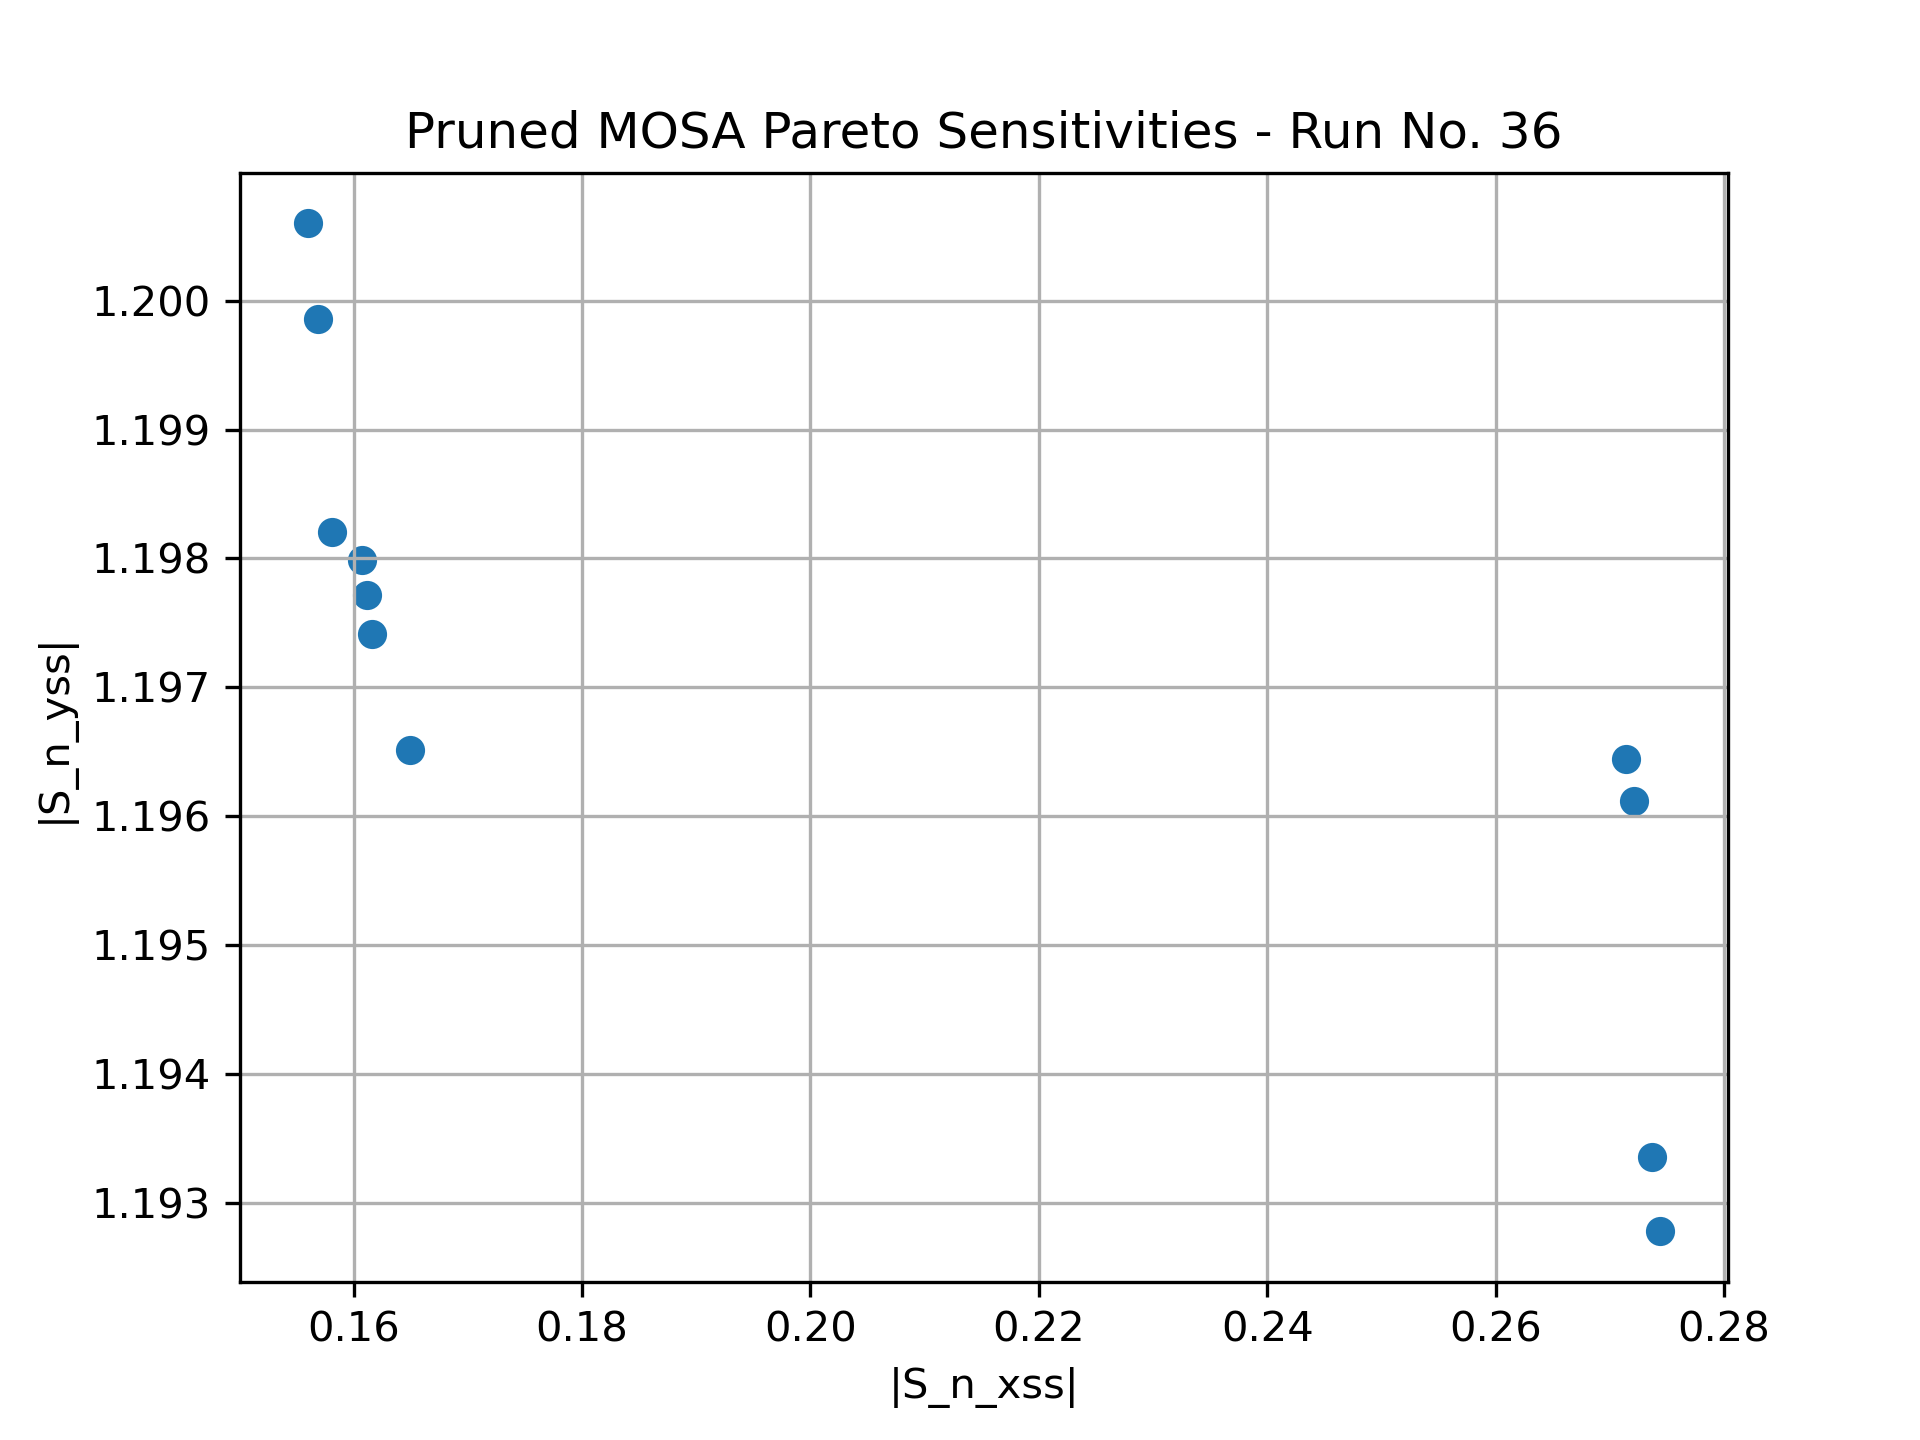 Pruned MOSA Pareto Sensitivities - Run No. 36
|S_n_yss|
1.200
1.199
1.198
1.197
1.196
1.195
1.194
1.193
0.16 0.18 0.20 0.22 0.24 0.26 0.28
|S_n_xss|